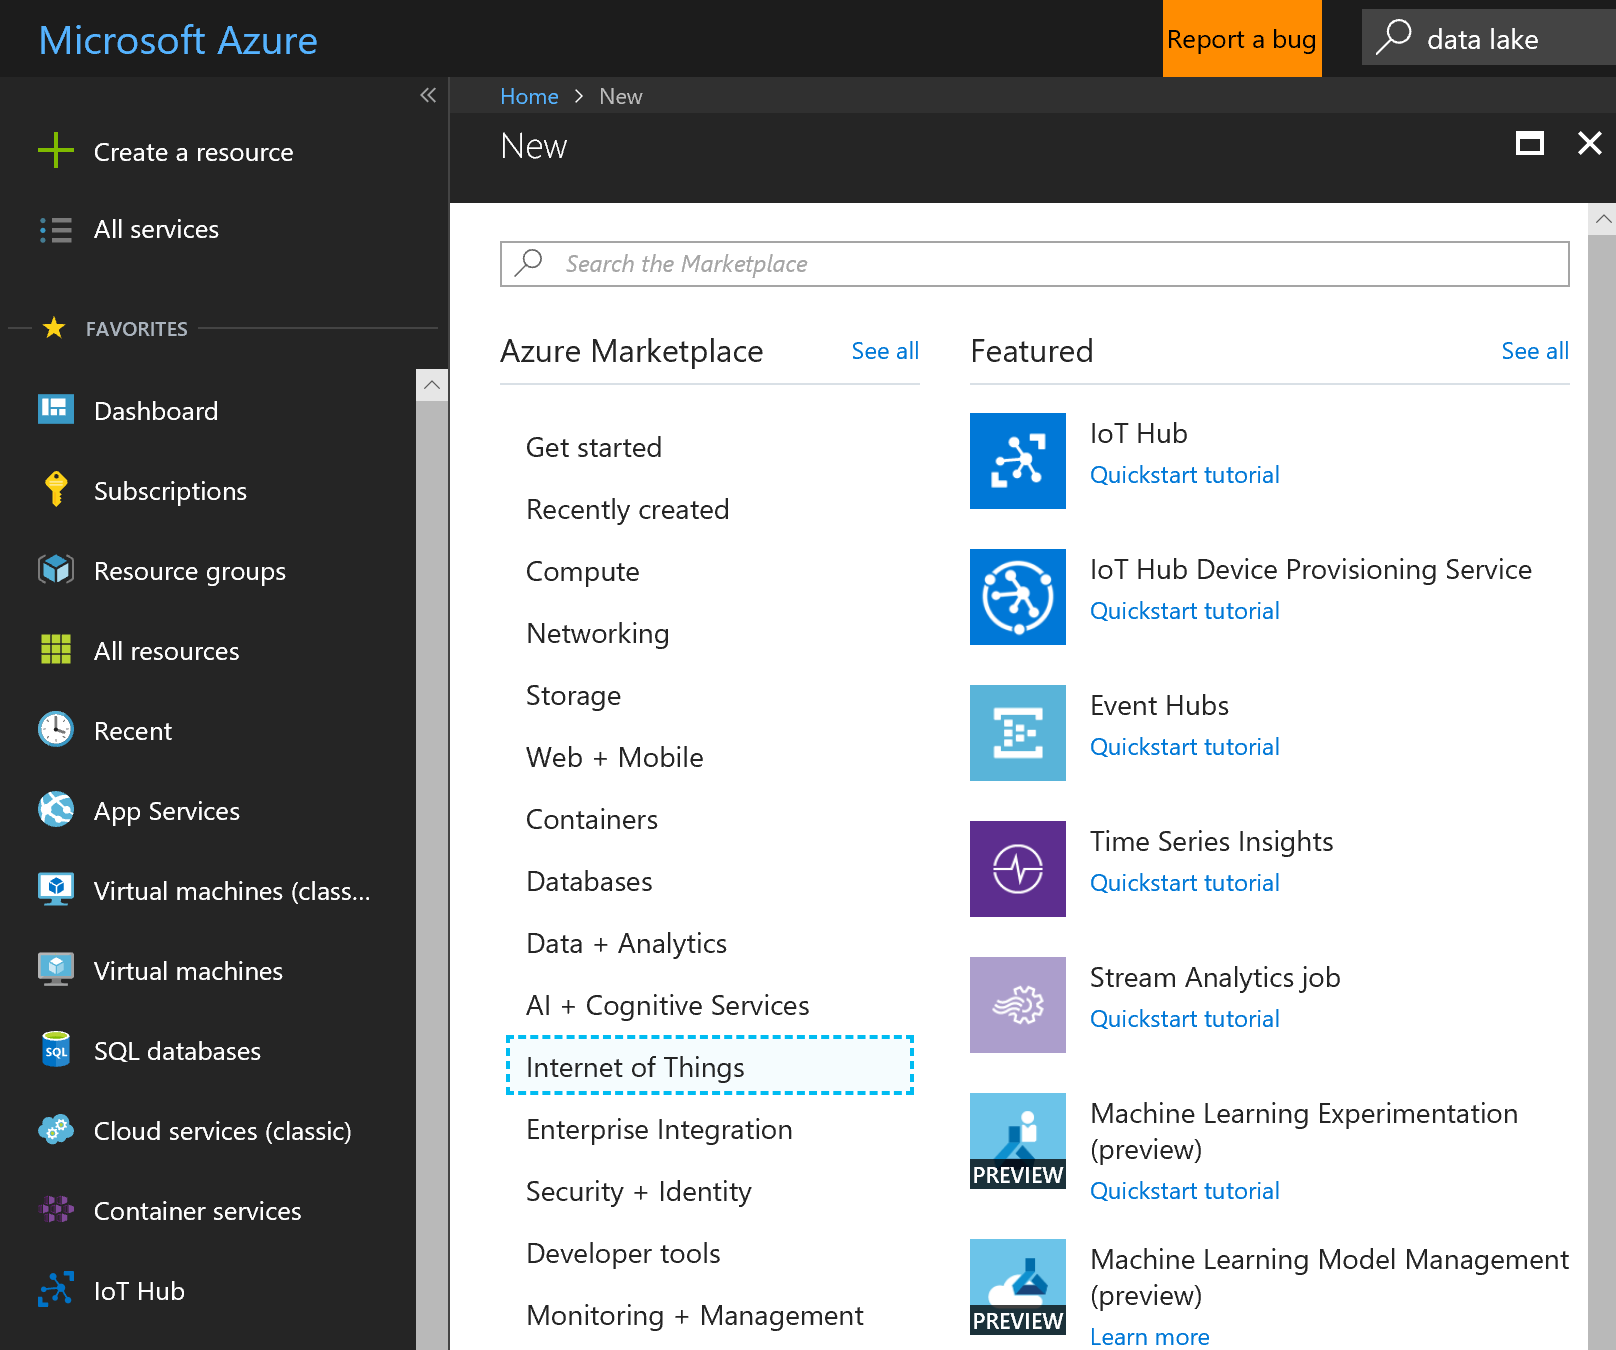 Microsoft Azure
Report a bug
data lake
Home > New
New
Create a resource
All services
FAVORITES
Dashboard
Subscriptions
Resource groups
All resources
Recent
App Services
Virtual machines (class...
Virtual machines
SQL
SQL databases
Cloud services (classic)
Container services
IoT Hub
Search the Marketplace
Azure Marketplace
See all
Get started
Recently created
Compute
Networking
Storage
Web + Mobile
Containers
Databases
Data + Analytics
AI + Cognitive Services
Internet of Things
Enterprise Integration
Security + Identity
Developer tools
Monitoring + Management
Featured
See all
IoT Hub
Quickstart tutorial
IoT Hub Device Provisioning Service
Quickstart tutorial
Event Hubs
Quickstart tutorial
Time Series Insights
Quickstart tutorial
Stream Analytics job
Quickstart tutorial
PREVIEW
Machine Learning Experimentation
(preview)
Quickstart tutorial
PREVIEW
Machine Learning Model Management
(preview)
Learn more